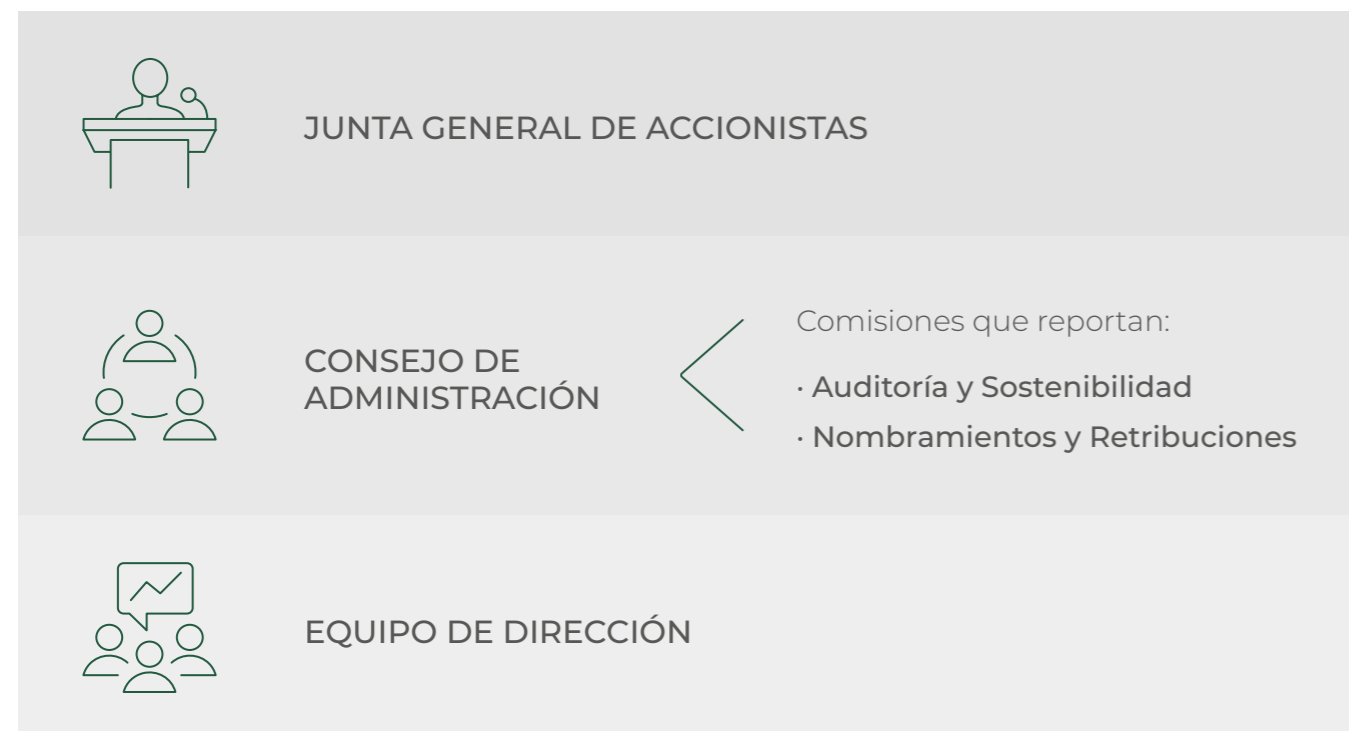 JUNTA GENERAL DE ACCIONISTAS
CONSEJO DE
ADMINISTRACIÓN
Comisiones que reportan:
· Auditoría y Sostenibilidad
· Nombramientos y Retribuciones
EQUIPO DE DIRECCIÓN